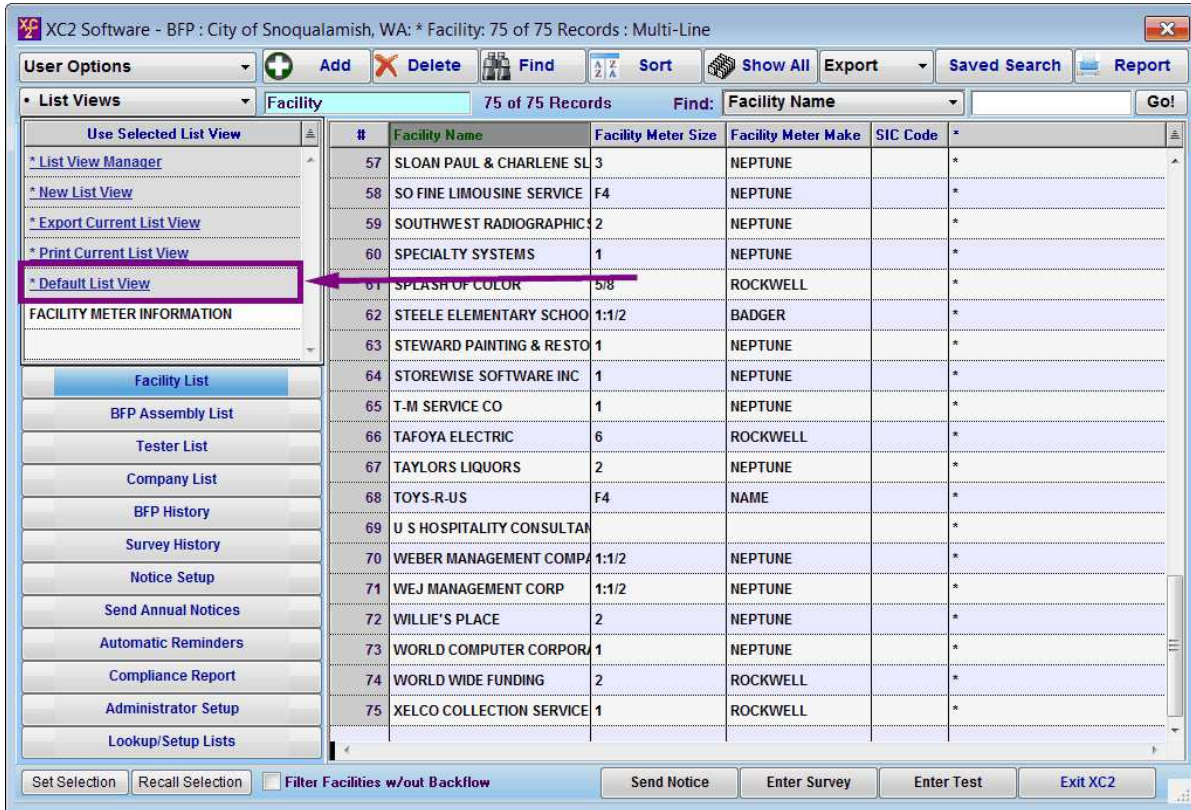 XC2 Software - BFP : City of Snoqualamish, WA: * Facility: 75 of 75 Records : Multi-Line
User Options Add Delete Find Sort Show All Export Saved Search Report
• List Views Facility 75 of 75 Records Find: Facility Name Go!
Use Selected List View
* List View Manager
* New List View
* Export Current List View
* Print Current List View
* Default List View
FACILITY METER INFORMATION
Facility List
BFP Assembly List
Tester List
Company List
BFP History
Survey History
Notice Setup
Send Annual Notices
Automatic Reminders
Compliance Report
Administrator Setup
Lookup/Setup Lists
# Facility Name Facility Meter Size Facility Meter Make SIC Code *
57 SLOAN PAUL & CHARLENE SL 3 NEPTUNE *
58 SO FINE LIMOUSINE SERVICE F4 NEPTUNE *
59 SOUTHWEST RADIOGRAPHICS 2 NEPTUNE *
60 SPECIALTY SYSTEMS 1 NEPTUNE *
61 SPLASH OF COLOR 5/8 ROCKWELL *
62 STEELE ELEMENTARY SCHOO 1:1/2 BADGER *
63 STEWARD PAINTING & RESTO 1 NEPTUNE *
64 STOREWISE SOFTWARE INC 1 NEPTUNE *
65 T-M SERVICE CO 1 NEPTUNE *
66 TAFOYA ELECTRIC 6 ROCKWELL *
67 TAYLORS LIQUORS 2 NEPTUNE *
68 TOYS-R-US F4 NAME *
69 U S HOSPITALITY CONSULTAN *
70 WEBER MANAGEMENT COMPA 1:1/2 NEPTUNE *
71 WEJ MANAGEMENT CORP 1:1/2 NEPTUNE *
72 WILLIE'S PLACE 2 NEPTUNE *
73 WORLD COMPUTER CORPORA 1 NEPTUNE *
74 WORLD WIDE FUNDING 2 ROCKWELL *
75 XELCO COLLECTION SERVICE 1 ROCKWELL *
Set Selection Recall Selection Filter Facilities w/out Backflow Send Notice Enter Survey Enter Test Exit XC2